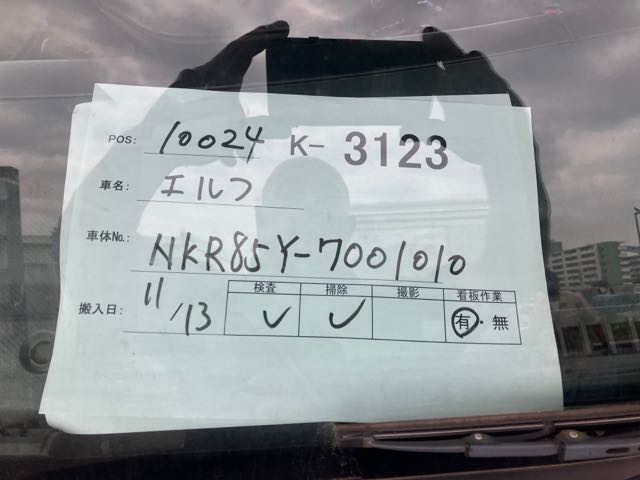 POS: 10024 K- 3123
車名: エルフ
車体No.: NKR85Y-7001010
検査 掃除 撮影 看板作業
搬入日: 11/13 ✓ ✓ 有・無